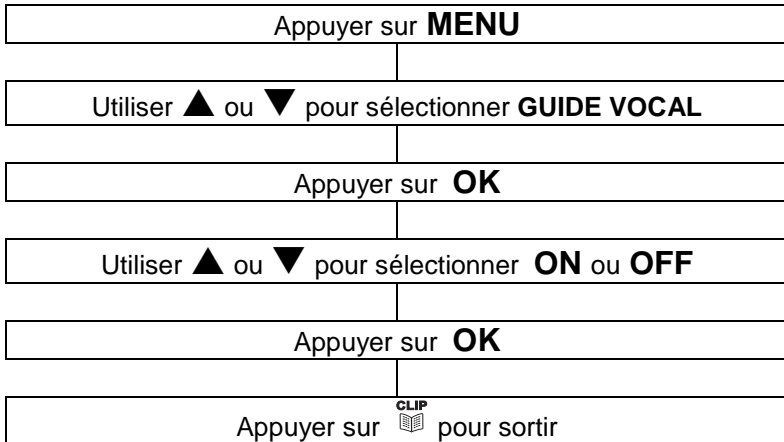 Appuyer sur MENU
Utiliser ▲ ou ▼ pour sélectionner GUIDE VOCAL
Appuyer sur OK
Utiliser ▲ ou ▼ pour sélectionner ON ou OFF
Appuyer sur OK
Appuyer sur CLIP pour sortir